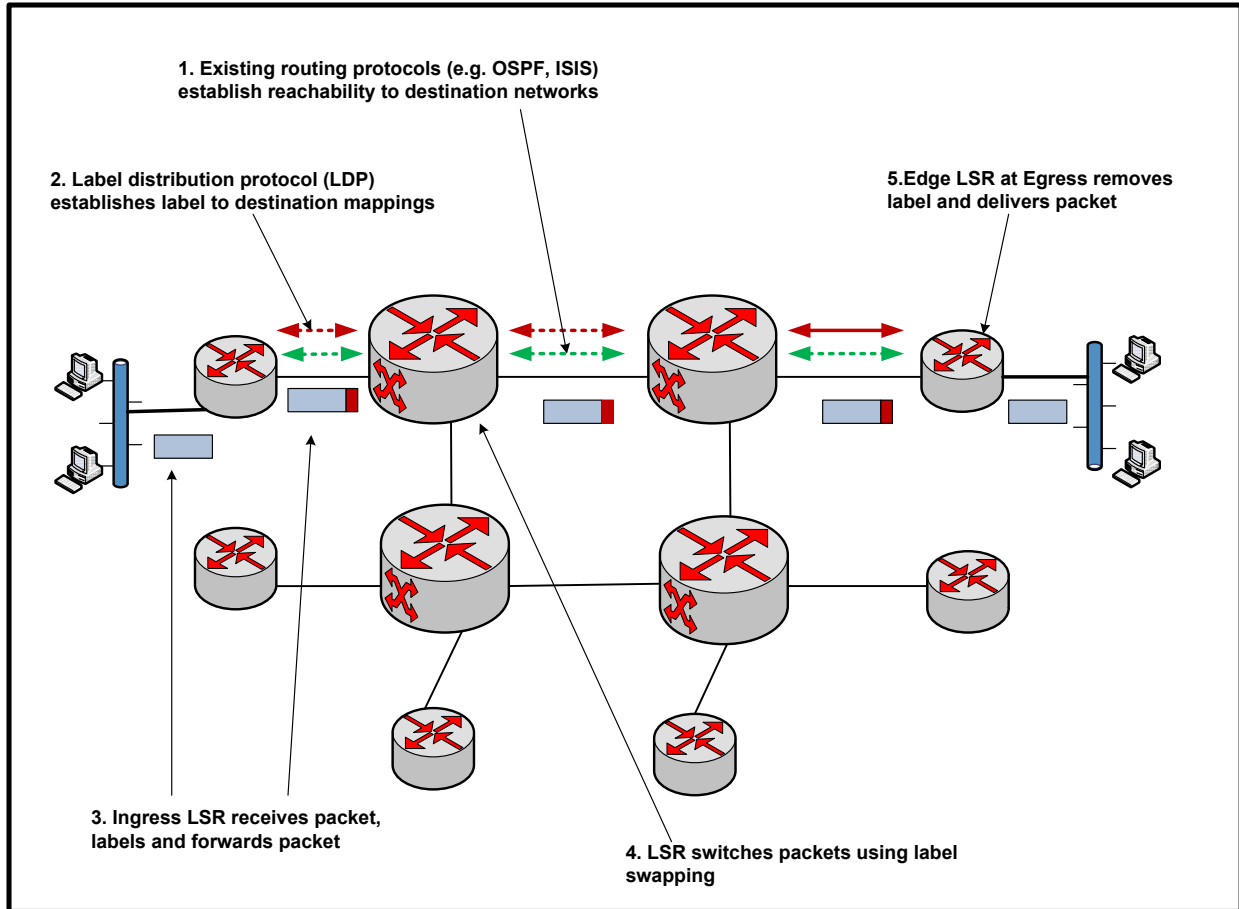 1. Existing routing protocols (e.g. OSPF, ISIS)
establish reachability to destination networks
2. Label distribution protocol (LDP)
establishes label to destination mappings
5.Edge LSR at Egress removes
label and delivers packet
3. Ingress LSR receives packet,
labels and forwards packet
4. LSR switches packets using label
swapping